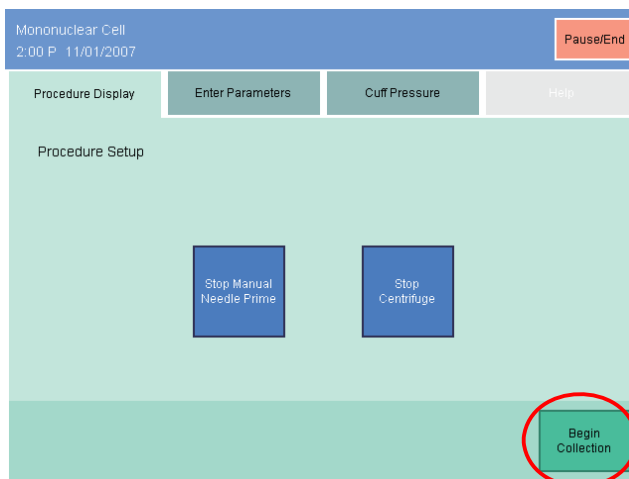 Mononuclear Cell
2:00 P 11/01/2007
Pause/End
Procedure Display
Enter Parameters
Cuff Pressure
Help
Procedure Setup
Stop Manual
Needle Prime
Stop
Centrifuge
Begin
Collection